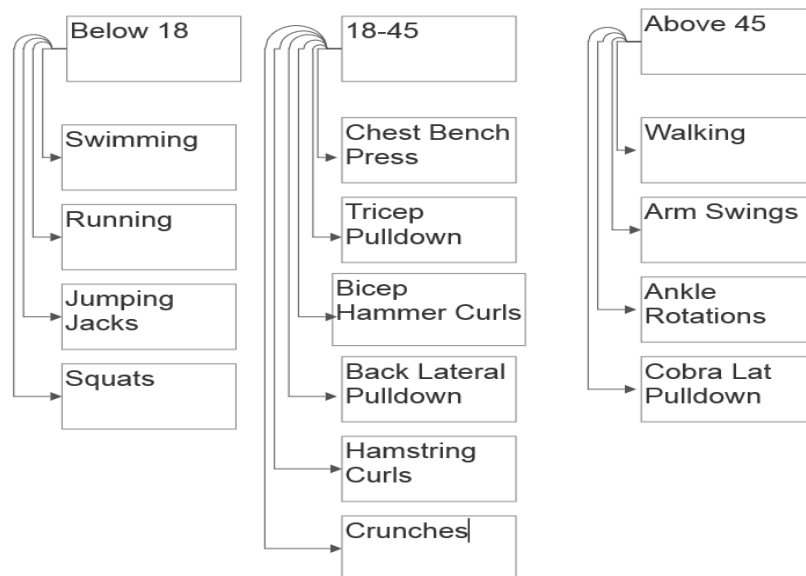 Below 18
Swimming
Running
Jumping
Jacks
Squats
18-45
Chest Bench
Press
Tricep
Pulldown
Bicep
Hammer Curls
Back Lateral
Pulldown
Hamstring
Curls
Crunches
Above 45
Walking
Arm Swings
Ankle
Rotations
Cobra Lat
Pulldown